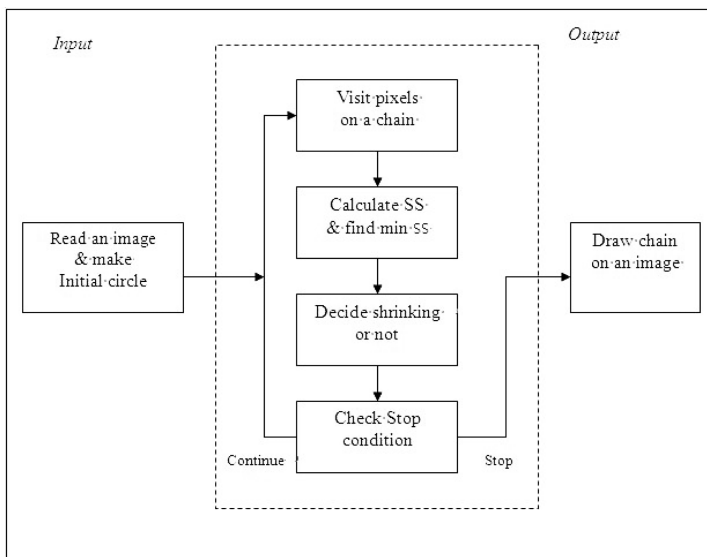 Input
Output
Visit pixels
on a chain
Calculate SS
& find min SS
Read an image
& make
Initial circle
Draw chain
on an image
Decide shrinking
or not
Check Stop
condition
Continue
Stop